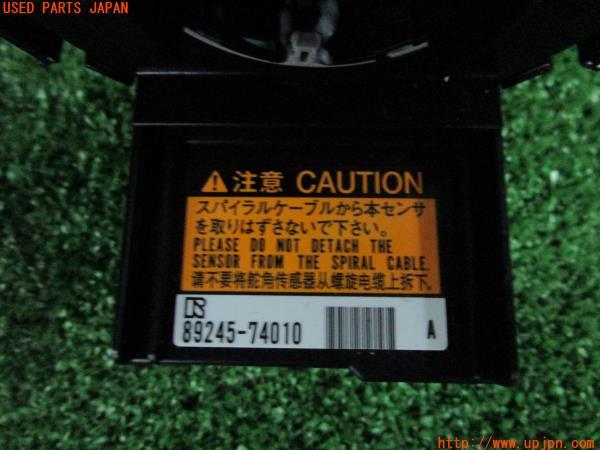 USED PARTS JAPAN
注意 CAUTION
スパイラルケーブルから本センサ
を取りはずさないで下さい。
PLEASE DO NOT DETACH THE
SENSOR FROM THE SPIRAL CABLE.
请不要将舵角传感器从螺旋电缆上拆下。
89245-74010 A
http://www.upjpn.com/